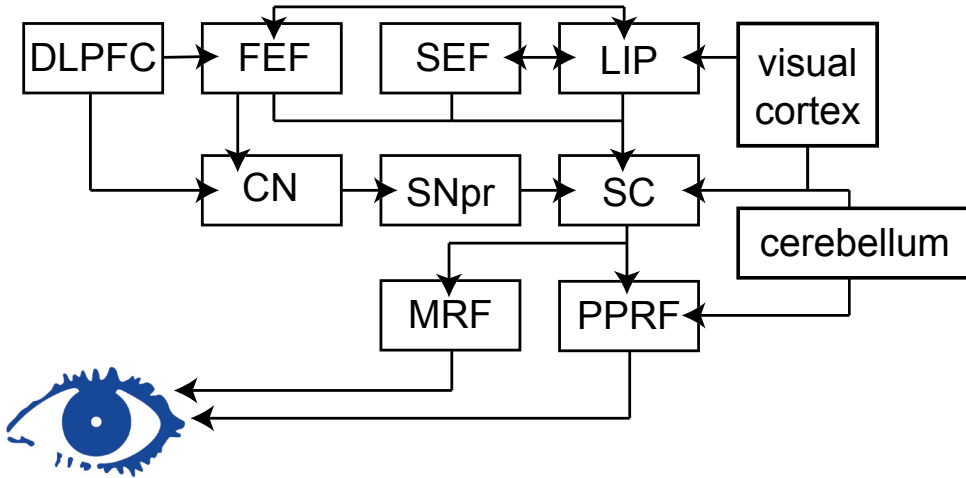 DLPFC
FEF
SEF
LIP
visual
cortex
CN
SNpr
SC
cerebellum
MRF
PPRF